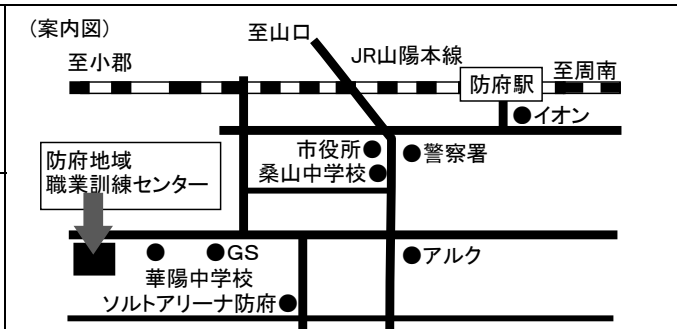 (案内図)
至山口
JR山陽本線
至小郡
防府駅
至周南
●イオン
市役所●
●警察署
桑山中学校●
防府地域
職業訓練センター
●
●GS
●アルク
華陽中学校
ソルトアリーナ防府●